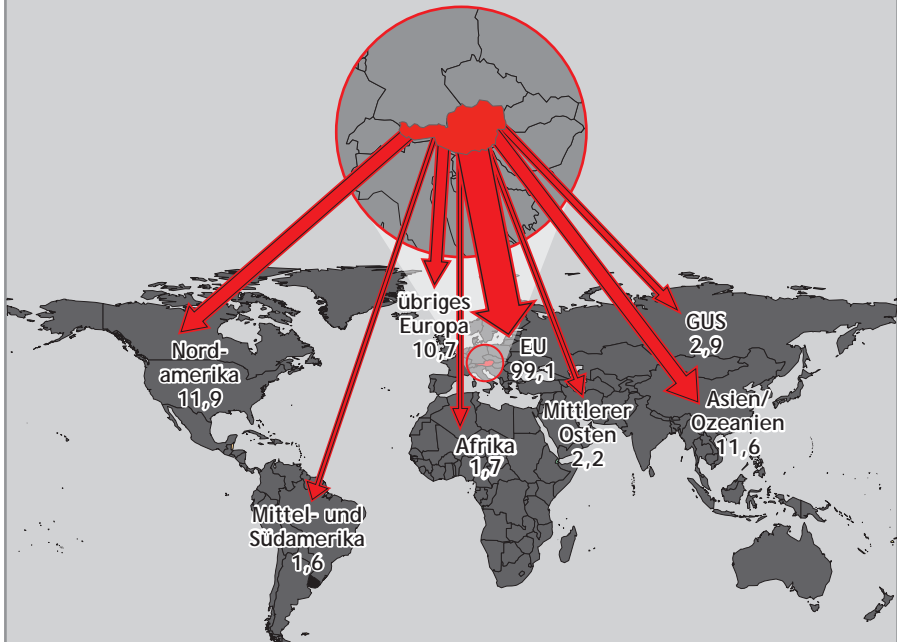 übriges
Europa
10,7
EU
99,1
GUS
2,9
Nord-
amerika
11,9
Mittlerer
Osten
2,2
Asien/
Ozeanien
11,6
Afrika
1,7
Mittel- und
Südamerika
1,6